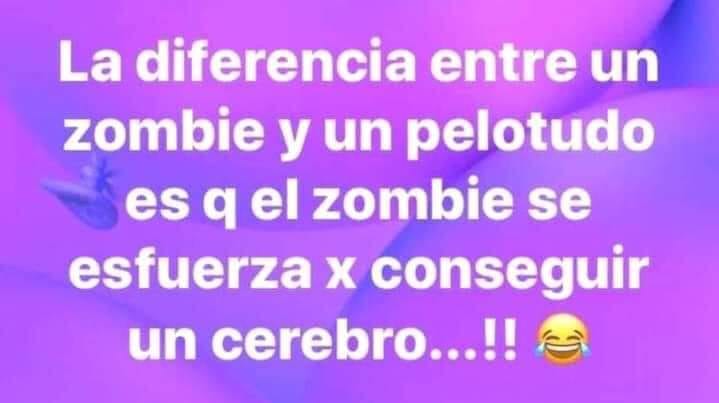 La diferencia entre un
zombie y un pelotudo
es q el zombie se
esfuerza x conseguir
un cerebro...!! 😂